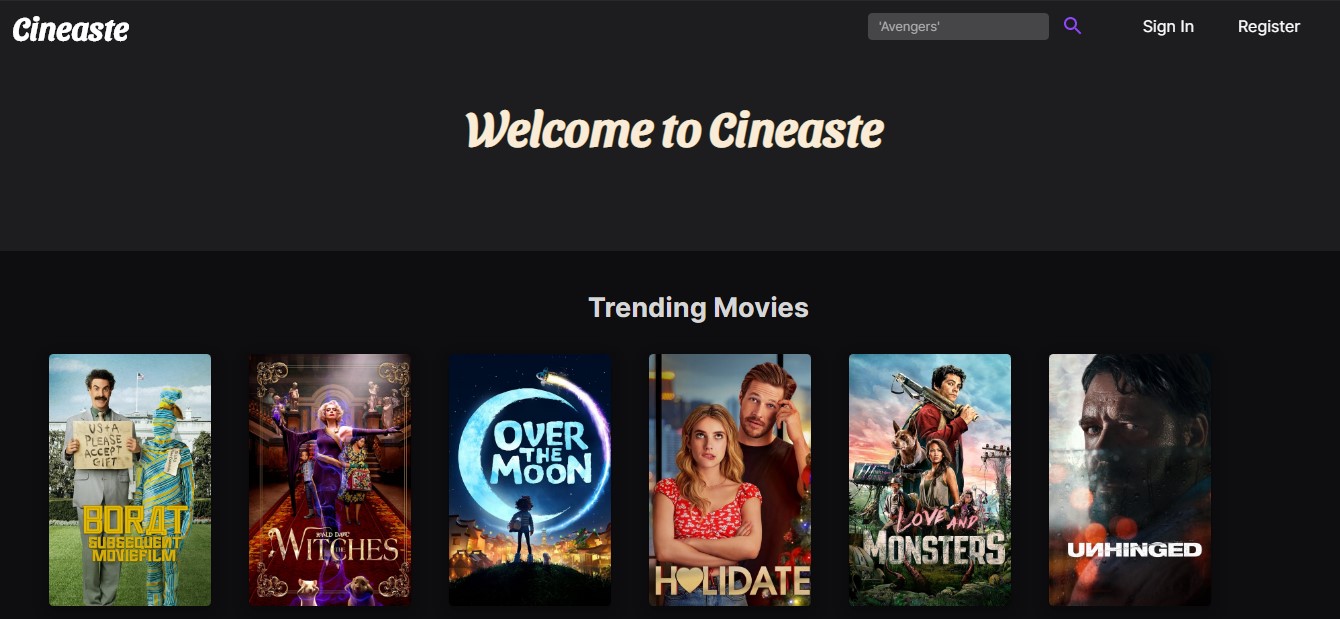 Cineaste
'Avengers'
Sign In
Register
Welcome to Cineaste
Trending Movies
US+A
PLEASE
ACCEPT
GIFT
BORAT
SUBSEQUENT
MOVIEFILM
ROALD DAHL'S
THE
WITCHES
OVER
THE
MOON
HOLIDATE
LOVE AND
MONSTERS
UNHINGED